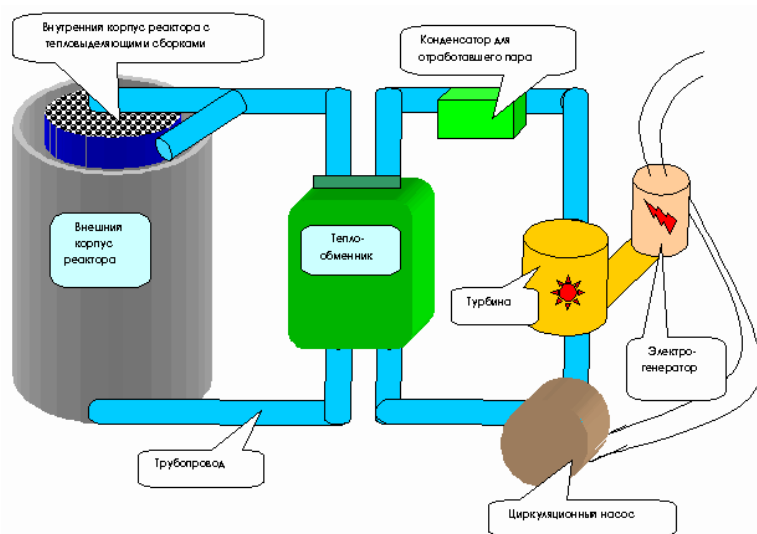 Внутренний корпус реактора с
тепловыделяющими сборками
Конденсатор для
отработавшего пара
Внешний
корпус
реактора
Тепло-
обменник
Турбина
Электро-
генератор
Трубопровод
Циркуляционный насос